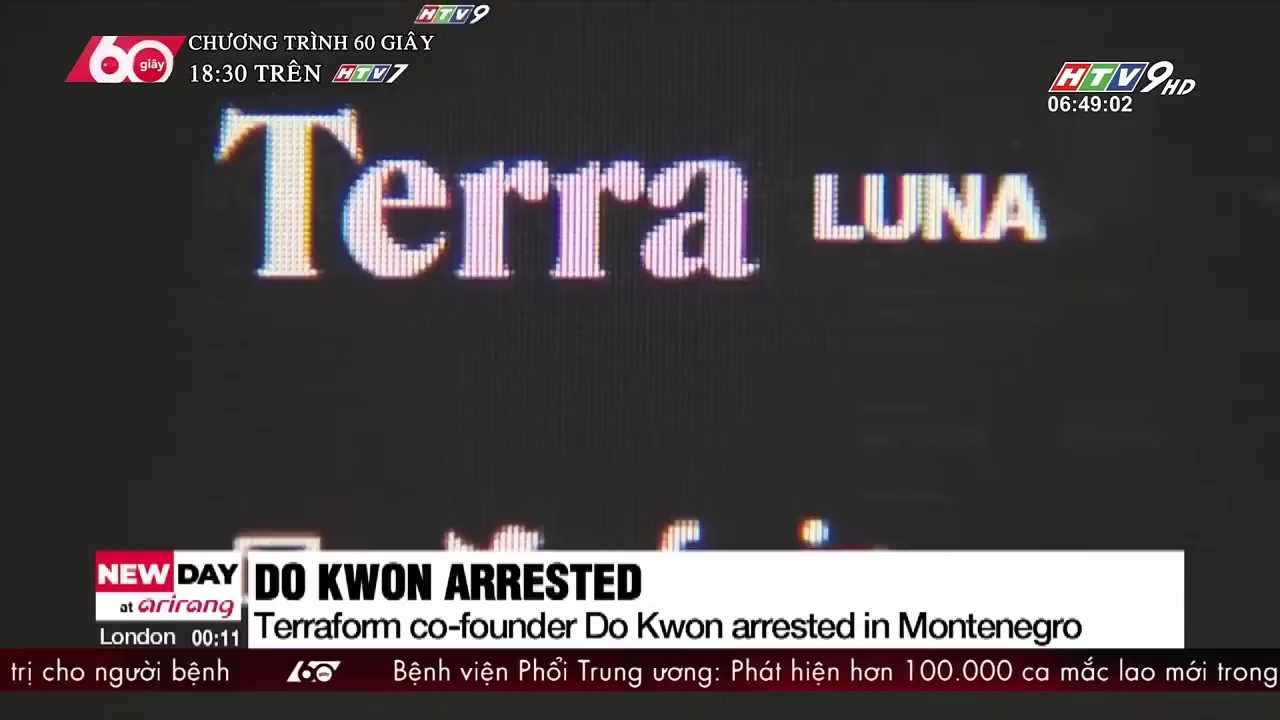 HTV9
60 giây
CHƯƠNG TRÌNH 60 GIÂY
18:30 TRÊN HTV7
HTV9 HD
06:49:02
Terra LUNA
NEW DAY
at arirang
London 00:11
DO KWON ARRESTED
Terraform co-founder Do Kwon arrested in Montenegro
trị cho người bệnh 60 Bệnh viện Phổi Trung ương: Phát hiện hơn 100.000 ca mắc lao mới trong